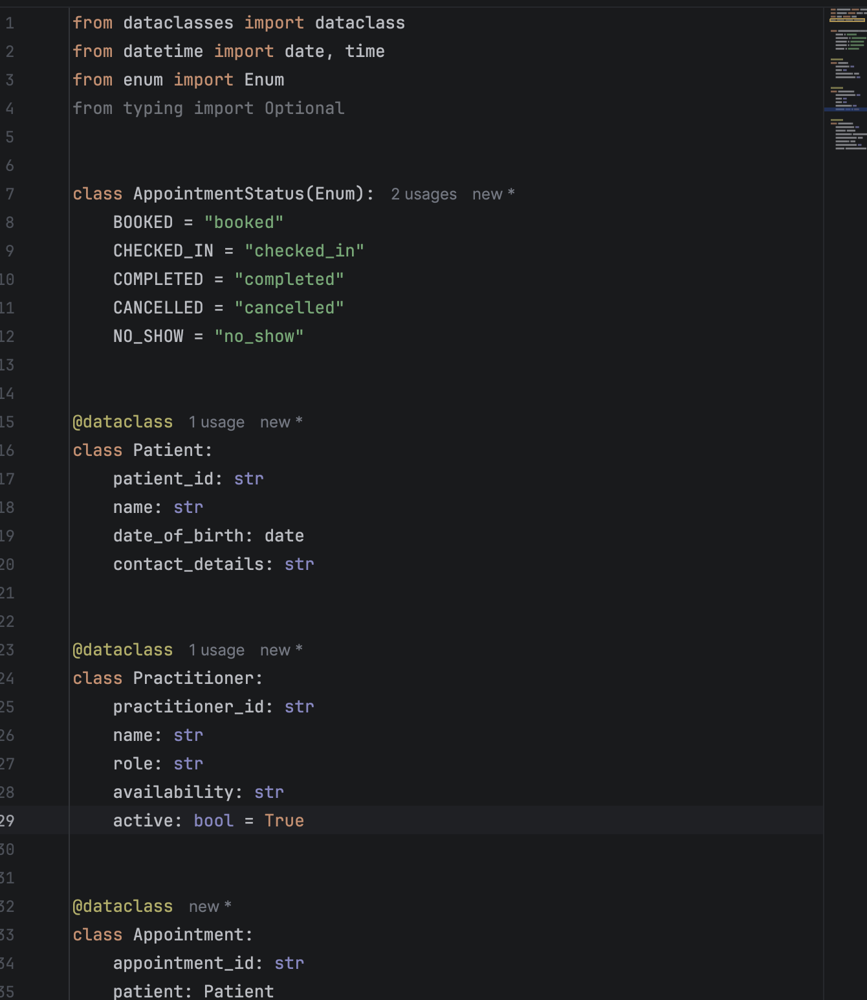 1 from dataclasses import dataclass
2 from datetime import date, time
3 from enum import Enum
4 from typing import Optional
5
6
7 class AppointmentStatus(Enum): 2 usages new *
8     BOOKED = "booked"
9     CHECKED_IN = "checked_in"
10     COMPLETED = "completed"
11     CANCELLED = "cancelled"
12     NO_SHOW = "no_show"
13
14
15 @dataclass 1 usage new *
16 class Patient:
17     patient_id: str
18     name: str
19     date_of_birth: date
20     contact_details: str
21
22
23 @dataclass 1 usage new *
24 class Practitioner:
25     practitioner_id: str
26     name: str
27     role: str
28     availability: str
29     active: bool = True
30
31
32 @dataclass new *
33 class Appointment:
34     appointment_id: str
35     patient: Patient